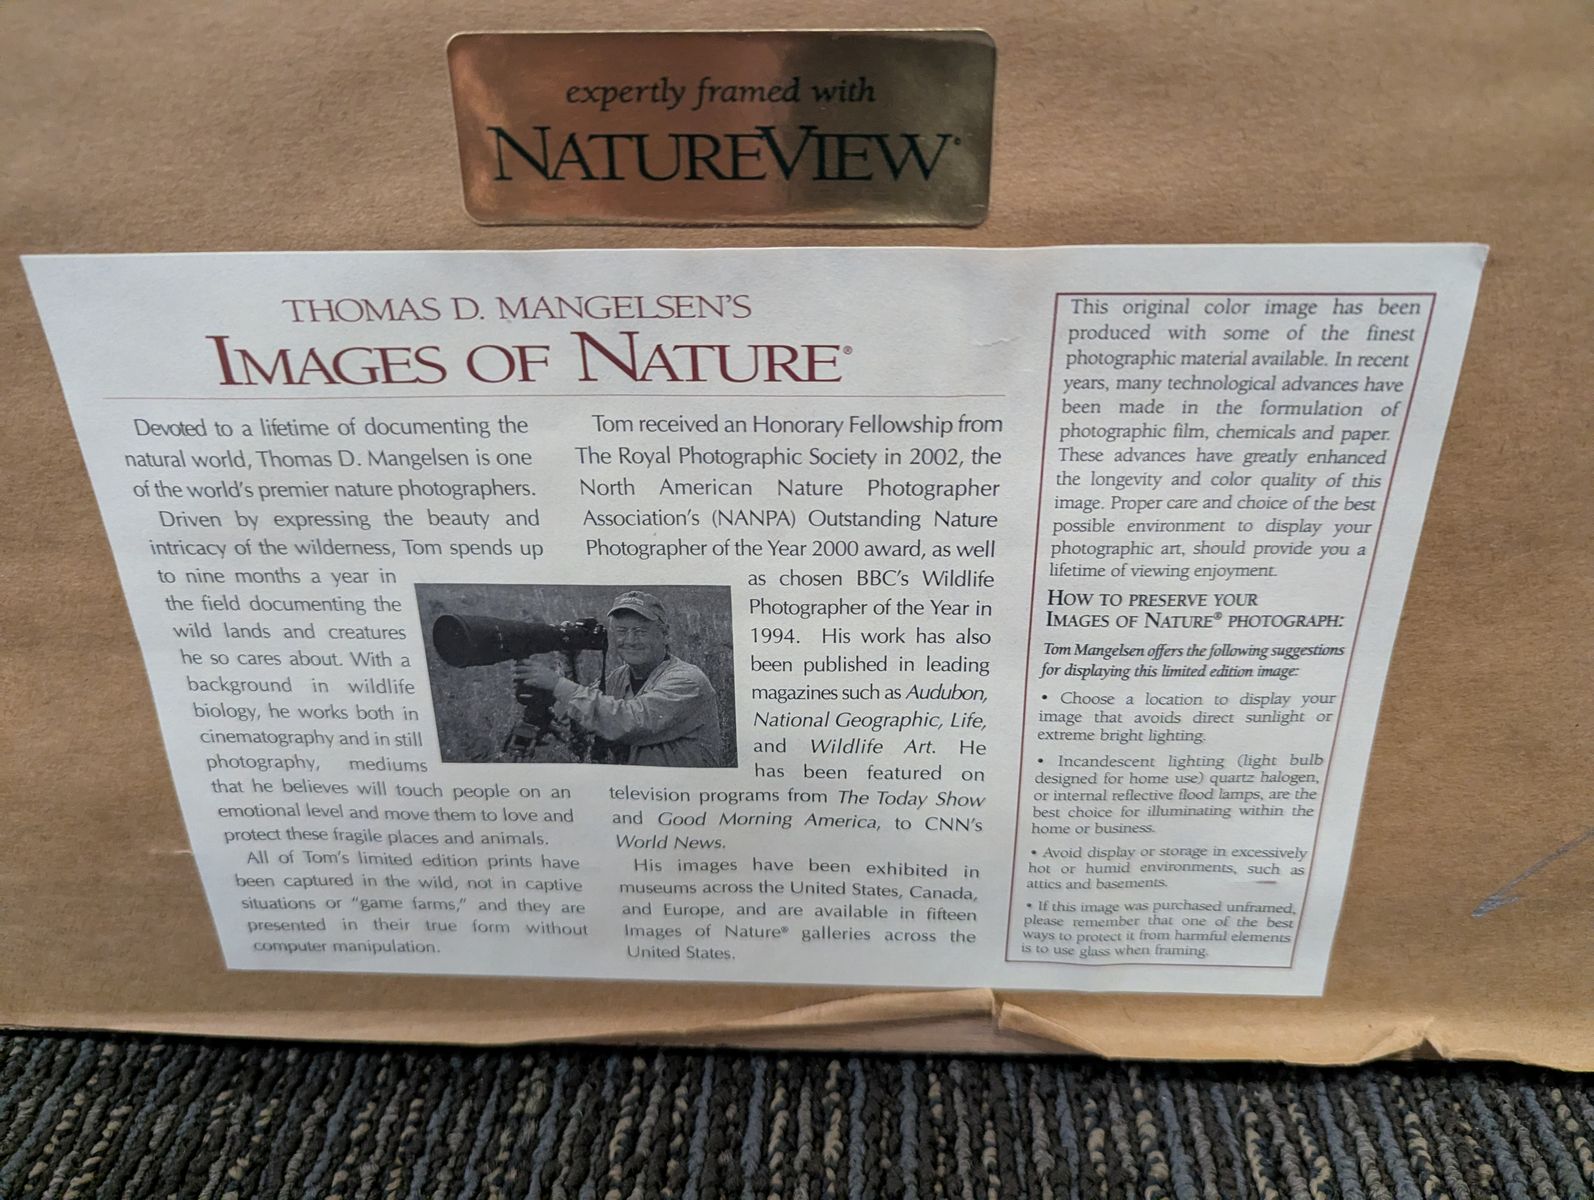 expertly framed with
NATUREVIEW®
THOMAS D. MANGELSEN'S
IMAGES OF NATURE®
Devoted to a lifetime of documenting the
natural world, Thomas D. Mangelsen is one
of the world's premier nature photographers.
Driven by expressing the beauty and
intricacy of the wilderness, Tom spends up
to nine months a year in
the field documenting the
wild lands and creatures
he so cares about. With a
background in wildlife
biology, he works both in
cinematography and in still
photography, mediums
that he believes will touch people on an
emotional level and move them to love and
protect these fragile places and animals.
All of Tom's limited edition prints have
been captured in the wild, not in captive
situations or "game farms," and they are
presented in their true form without
computer manipulation.
Tom received an Honorary Fellowship from
The Royal Photographic Society in 2002, the
North American Nature Photographer
Association's (NANPA) Outstanding Nature
Photographer of the Year 2000 award, as well
as chosen BBC's Wildlife
Photographer of the Year in
1994. His work has also
been published in leading
magazines such as Audubon,
National Geographic, Life,
and Wildlife Art. He
has been featured on
television programs from The Today Show
and Good Morning America, to CNN's
World News.
His images have been exhibited in
museums across the United States, Canada,
and Europe, and are available in fifteen
Images of Nature® galleries across the
United States.
This original color image has been
produced with some of the finest
photographic material available. In recent
years, many technological advances have
been made in the formulation of
photographic film, chemicals and paper.
These advances have greatly enhanced
the longevity and color quality of this
image. Proper care and choice of the best
possible environment to display your
photographic art, should provide you a
lifetime of viewing enjoyment.
HOW TO PRESERVE YOUR
IMAGES OF NATURE® PHOTOGRAPH:
Tom Mangelsen offers the following suggestions
for displaying this limited edition image:
• Choose a location to display your
image that avoids direct sunlight or
extreme bright lighting.
• Incandescent lighting (light bulb
designed for home use) quartz halogen,
or internal reflective flood lamps, are the
best choice for illuminating within the
home or business.
• Avoid display or storage in excessively
hot or humid environments, such as
attics and basements.
• If this image was purchased unframed,
please remember that one of the best
ways to protect it from harmful elements
is to use glass when framing.